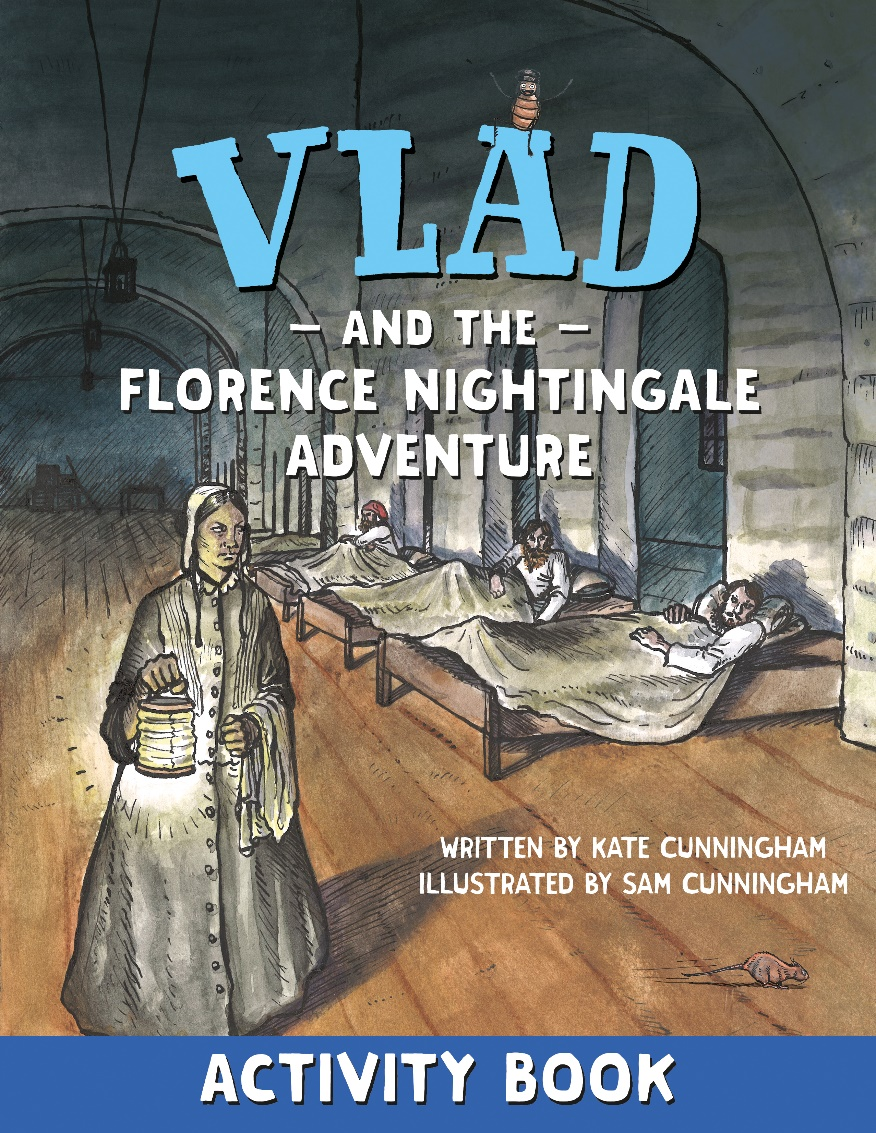 VLAD
– AND THE –
FLORENCE NIGHTINGALE
ADVENTURE
WRITTEN BY KATE CUNNINGHAM
ILLUSTRATED BY SAM CUNNINGHAM
ACTIVITY BOOK